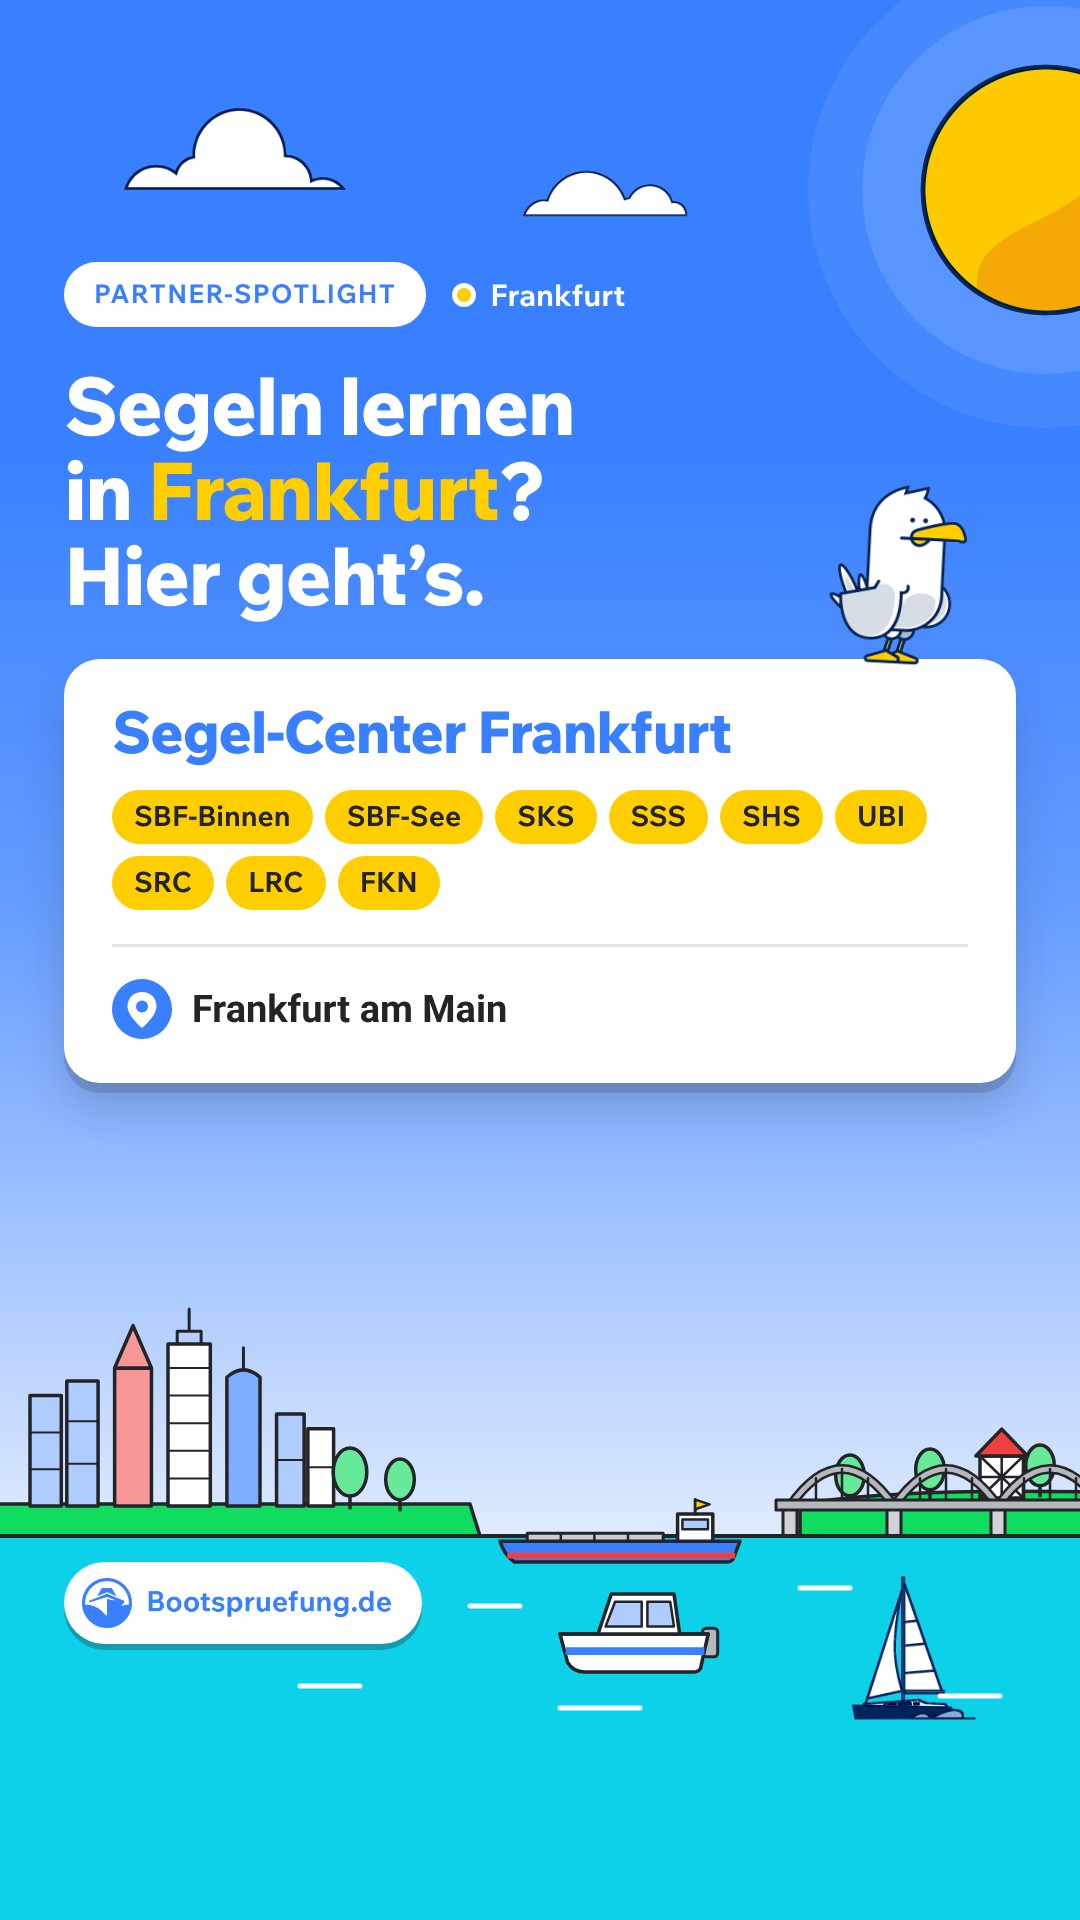 PARTNER-SPOTLIGHT
Frankfurt
Segeln lernen
in Frankfurt?
Hier geht’s.
Segel-Center Frankfurt
SBF-Binnen SBF-See SKS SSS SHS UBI
SRC LRC FKN
Frankfurt am Main
Bootspruefung.de